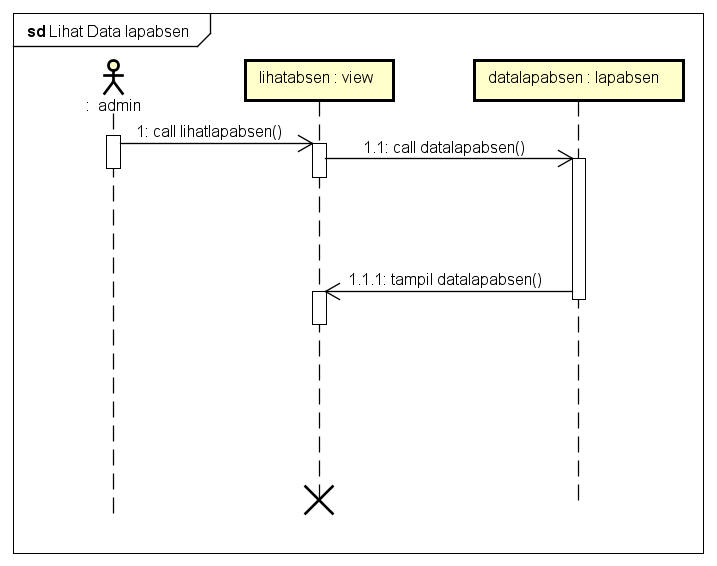 sd Lihat Data lapabsen
: admin
lihatabsen : view
datalapabsen : lapabsen
1: call lihatlapabsen()
1.1: call datalapabsen()
1.1.1: tampil datalapabsen()